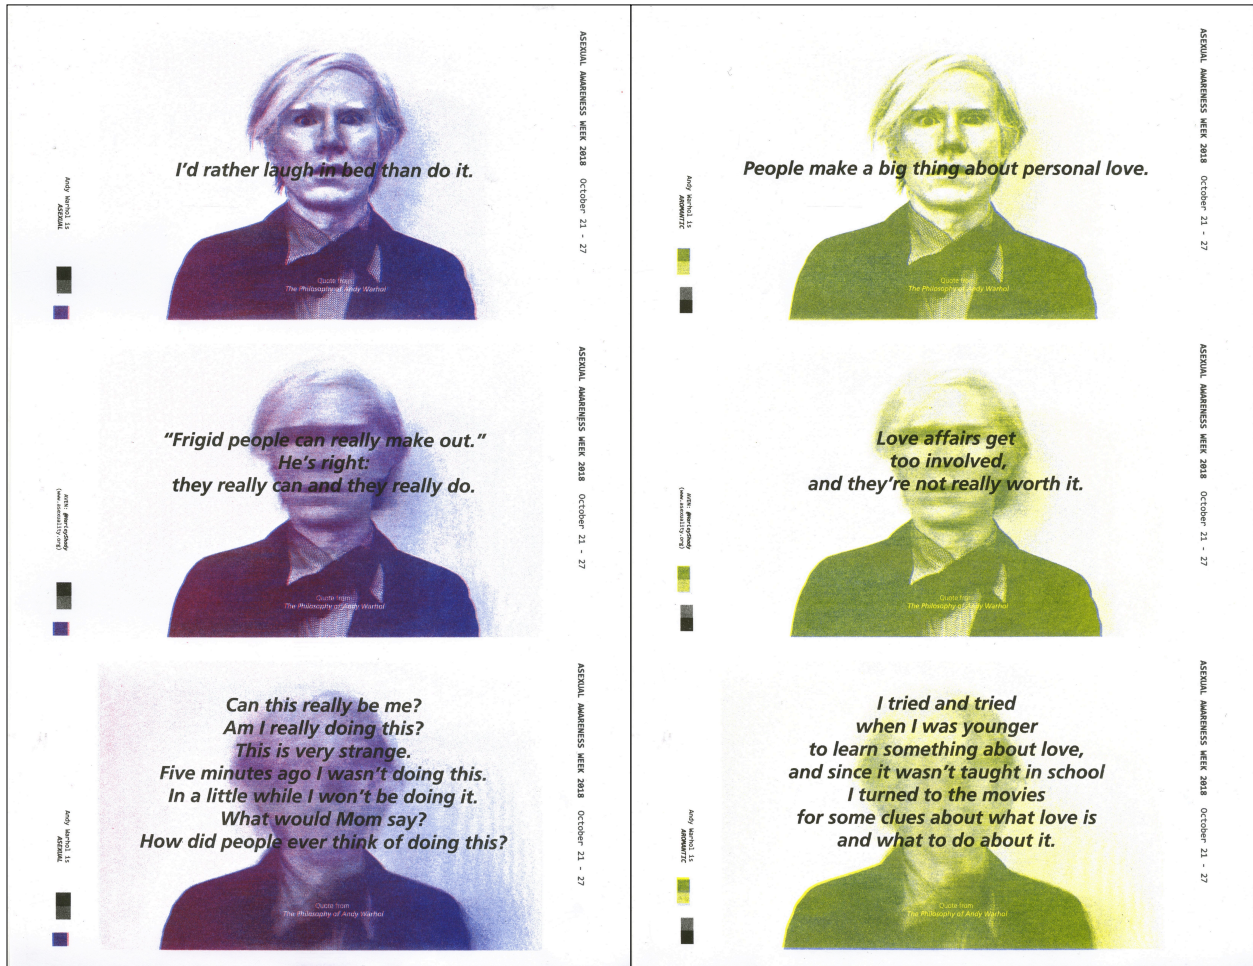 ASEXUAL AWARENESS WEEK 2018 October 21 - 27
I'd rather laugh in bed than do it.
Andy Warhol is
ASEXUAL
Quote from
The Philosophy of Andy Warhol
ASEXUAL AWARENESS WEEK 2018 October 21 - 27
"Frigid people can really make out."
He's right:
they really can and they really do.
AVEN: @WarleyShady
(www.asexuality.org)
Quote from
The Philosophy of Andy Warhol
ASEXUAL AWARENESS WEEK 2018 October 21 - 27
Can this really be me?
Am I really doing this?
This is very strange.
Five minutes ago I wasn't doing this.
In a little while I won't be doing it.
What would Mom say?
How did people ever think of doing this?
Andy Warhol is
ASEXUAL
Quote from
The Philosophy of Andy Warhol
ASEXUAL AWARENESS WEEK 2018 October 21 - 27
People make a big thing about personal love.
Andy Warhol is
AROMANTIC
Quote from
The Philosophy of Andy Warhol
ASEXUAL AWARENESS WEEK 2018 October 21 - 27
Love affairs get
too involved,
and they're not really worth it.
AVEN: @WarleyShady
(www.asexuality.org)
Quote from
The Philosophy of Andy Warhol
ASEXUAL AWARENESS WEEK 2018 October 21 - 27
I tried and tried
when I was younger
to learn something about love,
and since it wasn't taught in school
I turned to the movies
for some clues about what love is
and what to do about it.
Andy Warhol is
AROMANTIC
Quote from
The Philosophy of Andy Warhol